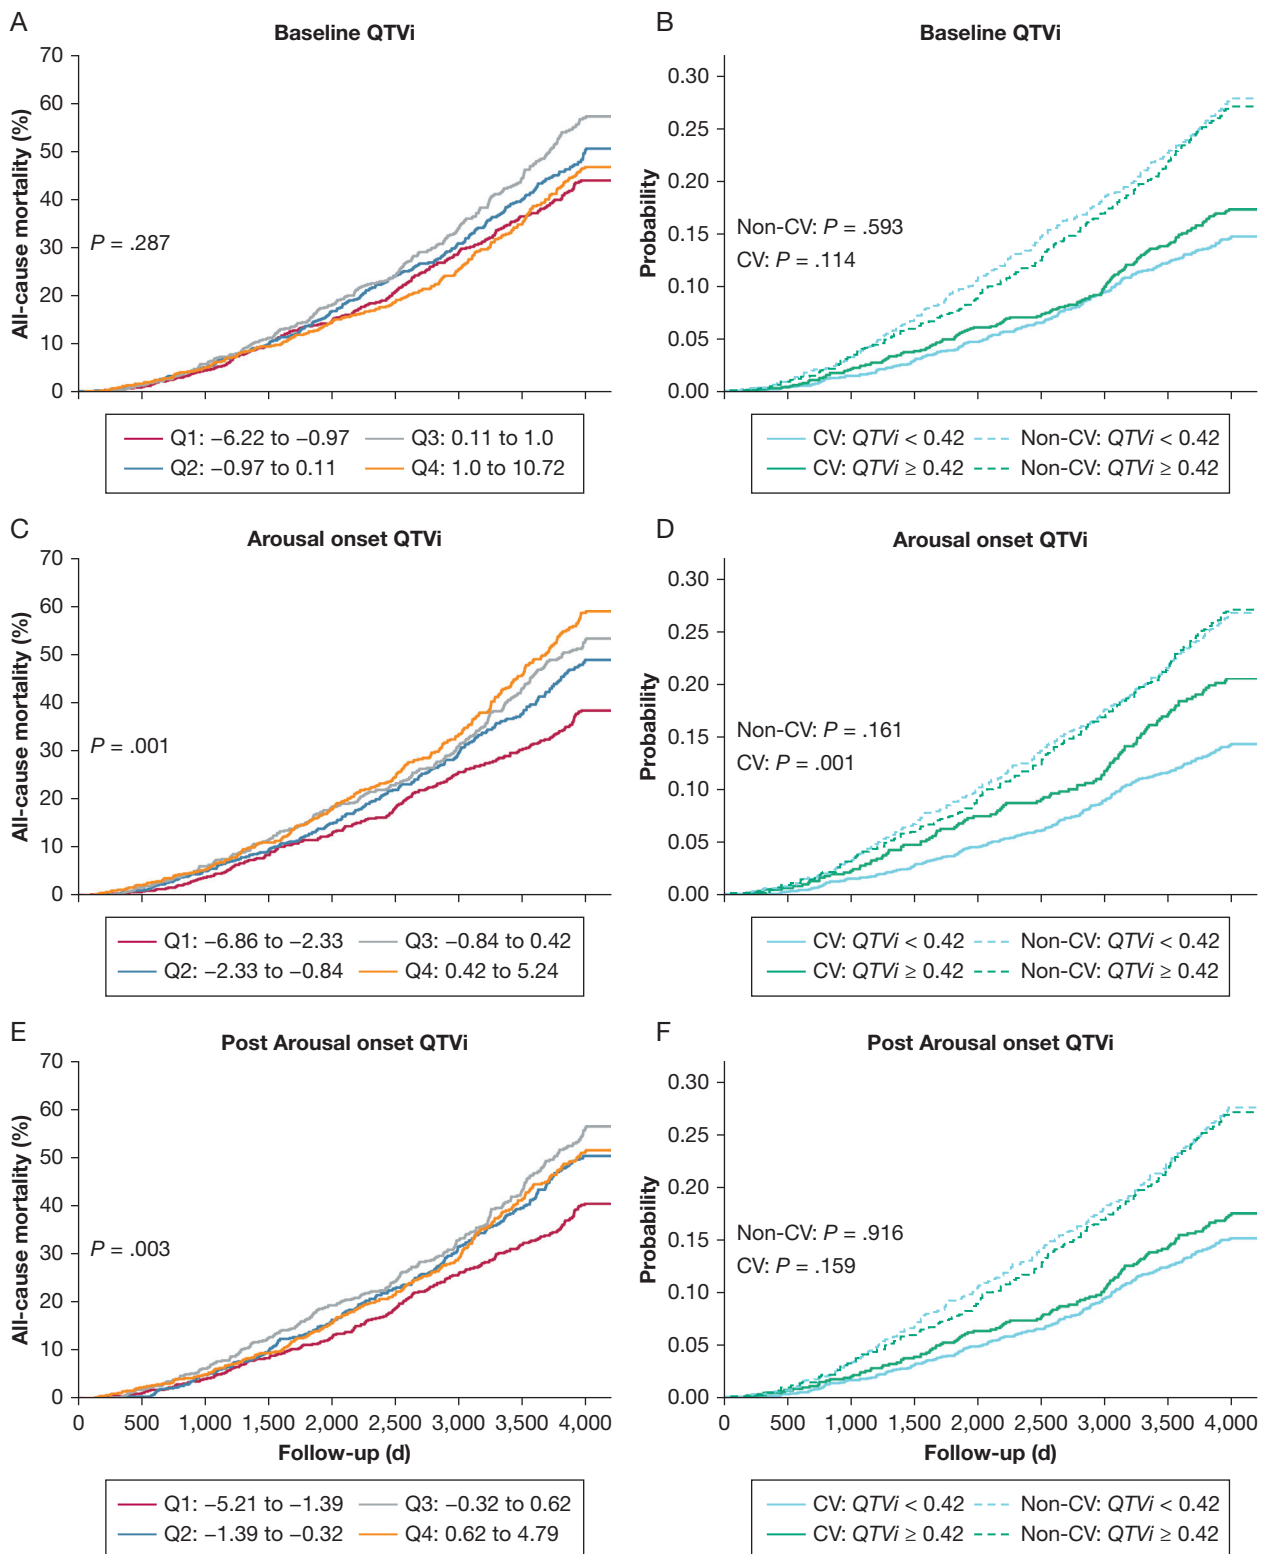 A
Baseline QTVi
All-cause mortality (%)
70
60
50
40
30
20
10
0
P = .287
Q1: −6.22 to −0.97
Q3: 0.11 to 1.0
Q2: −0.97 to 0.11
Q4: 1.0 to 10.72
B
Baseline QTVi
Probability
0.30
0.25
0.20
0.15
0.10
0.05
0.00
Non-CV: P = .593
CV: P = .114
CV: QTVi < 0.42
Non-CV: QTVi < 0.42
CV: QTVi ≥ 0.42
Non-CV: QTVi ≥ 0.42
C
Arousal onset QTVi
All-cause mortality (%)
70
60
50
40
30
20
10
0
P = .001
Q1: −6.86 to −2.33
Q3: −0.84 to 0.42
Q2: −2.33 to −0.84
Q4: 0.42 to 5.24
D
Arousal onset QTVi
Probability
0.30
0.25
0.20
0.15
0.10
0.05
0.00
Non-CV: P = .161
CV: P = .001
CV: QTVi < 0.42
Non-CV: QTVi < 0.42
CV: QTVi ≥ 0.42
Non-CV: QTVi ≥ 0.42
E
Post Arousal onset QTVi
All-cause mortality (%)
70
60
50
40
30
20
10
0
P = .003
0 500 1,000 1,500 2,000 2,500 3,000 3,500 4,000
Follow-up (d)
Q1: −5.21 to −1.39
Q3: −0.32 to 0.62
Q2: −1.39 to −0.32
Q4: 0.62 to 4.79
F
Post Arousal onset QTVi
Probability
0.30
0.25
0.20
0.15
0.10
0.05
0.00
Non-CV: P = .916
CV: P = .159
0 500 1,000 1,500 2,000 2,500 3,000 3,500 4,000
Follow-up (d)
CV: QTVi < 0.42
Non-CV: QTVi < 0.42
CV: QTVi ≥ 0.42
Non-CV: QTVi ≥ 0.42